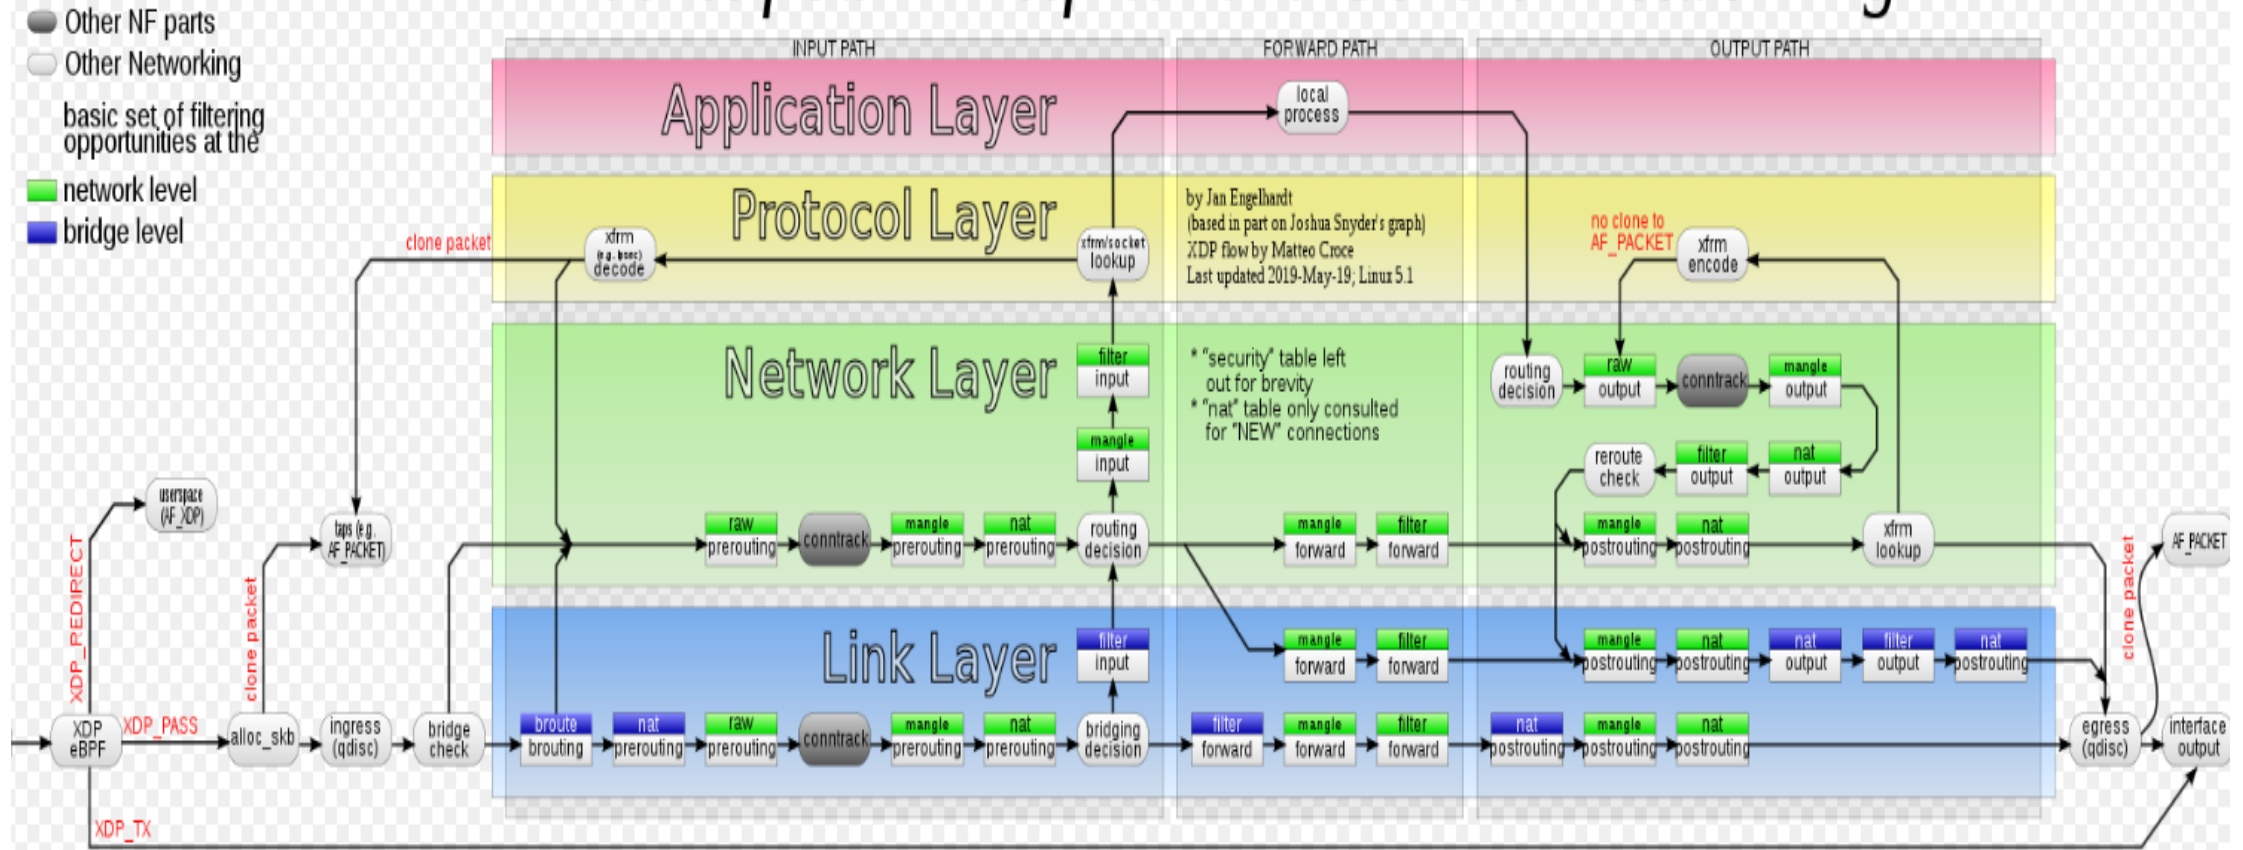 Other NF parts
Other Networking
basic set of filtering
opportunities at the
network level
bridge level
INPUT PATH
FORWARD PATH
OUTPUT PATH
Application Layer
local
process
Protocol Layer
clone packet
xfrm
(e.g. ipsec)
decode
xfrm/socket
lookup
by Jan Engelhardt
(based in part on Joshua Snyder's graph)
XDP flow by Matteo Croce
Last updated 2019-May-19; Linux 5.1
no clone to
AF_PACKET
xfrm
encode
Network Layer
filter
input
mangle
input
* "security" table left
out for brevity
* "nat" table only consulted
for "NEW" connections
routing
decision
raw
output
conntrack
mangle
output
reroute
check
filter
output
nat
output
userspace
(AF_XDP)
taps (e.g.
AF_PACKET)
raw
prerouting
conntrack
mangle
prerouting
nat
prerouting
routing
decision
mangle
forward
filter
forward
mangle
postrouting
nat
postrouting
xfrm
lookup
clone packet
AF_PACKET
XDP_REDIRECT
clone packet
Link Layer
filter
input
mangle
forward
filter
forward
mangle
postrouting
nat
postrouting
nat
output
filter
output
nat
postrouting
XDP
eBPF
XDP_PASS
alloc_skb
ingress
(qdisc)
bridge
check
broute
brouting
nat
prerouting
raw
prerouting
conntrack
mangle
prerouting
nat
prerouting
bridging
decision
filter
forward
mangle
forward
filter
forward
nat
postrouting
mangle
postrouting
nat
postrouting
egress
(qdisc)
interface
output
XDP_TX